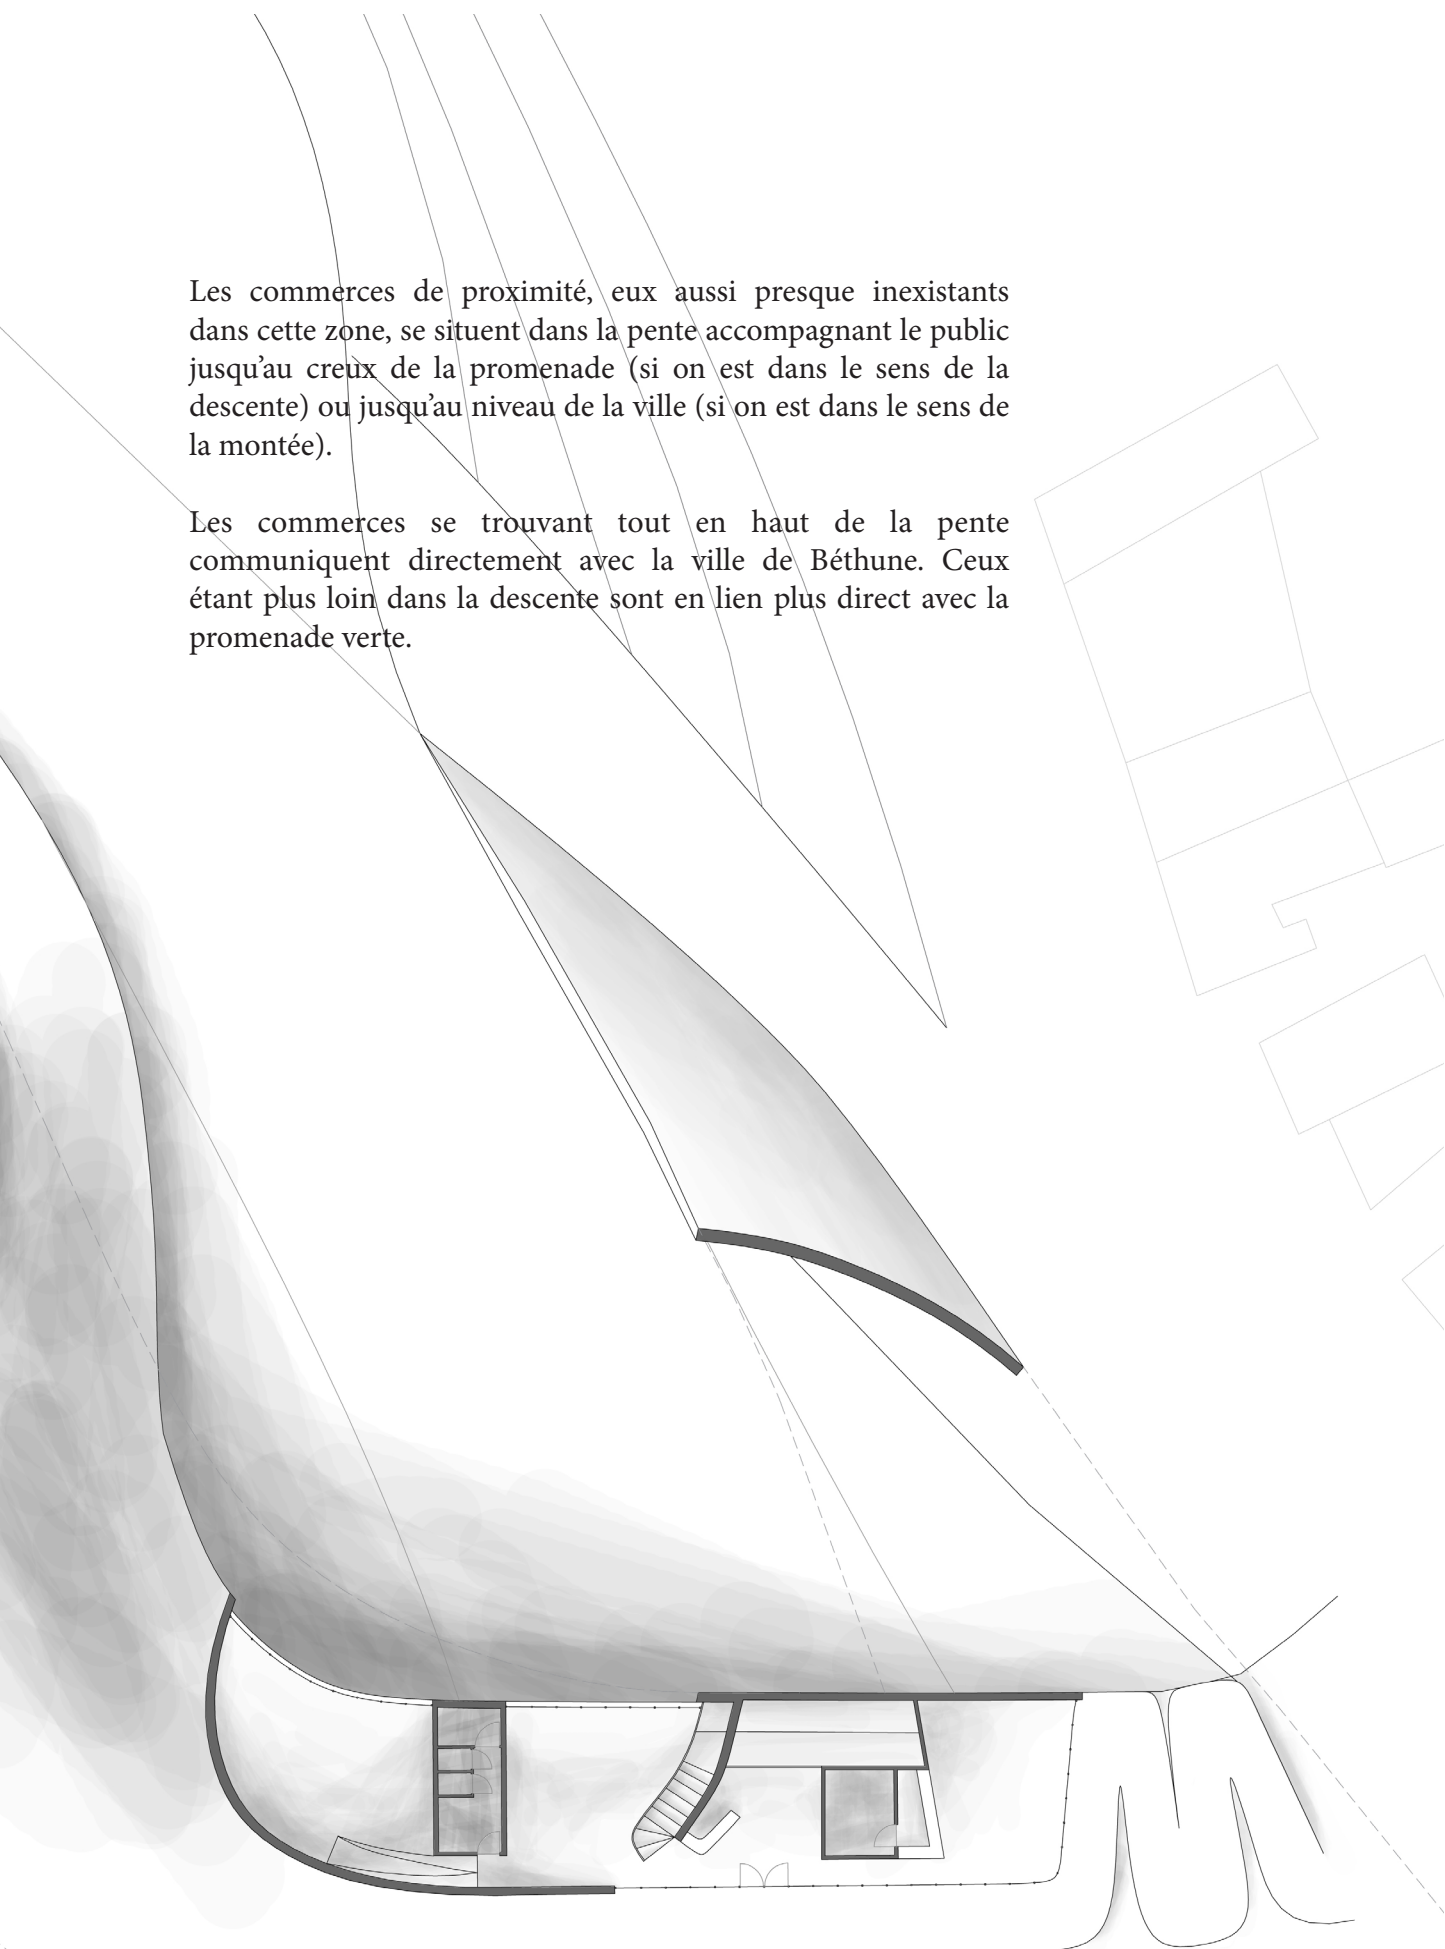 Les commerces de proximité, eux aussi presque inexistants
dans cette zone, se situent dans la pente accompagnant le public
jusqu’au creux de la promenade (si on est dans le sens de la
descente) ou jusqu’au niveau de la ville (si on est dans le sens de
la montée).
Les commerces se trouvant tout en haut de la pente
communiquent directement avec la ville de Béthune. Ceux
étant plus loin dans la descente sont en lien plus direct avec la
promenade verte.